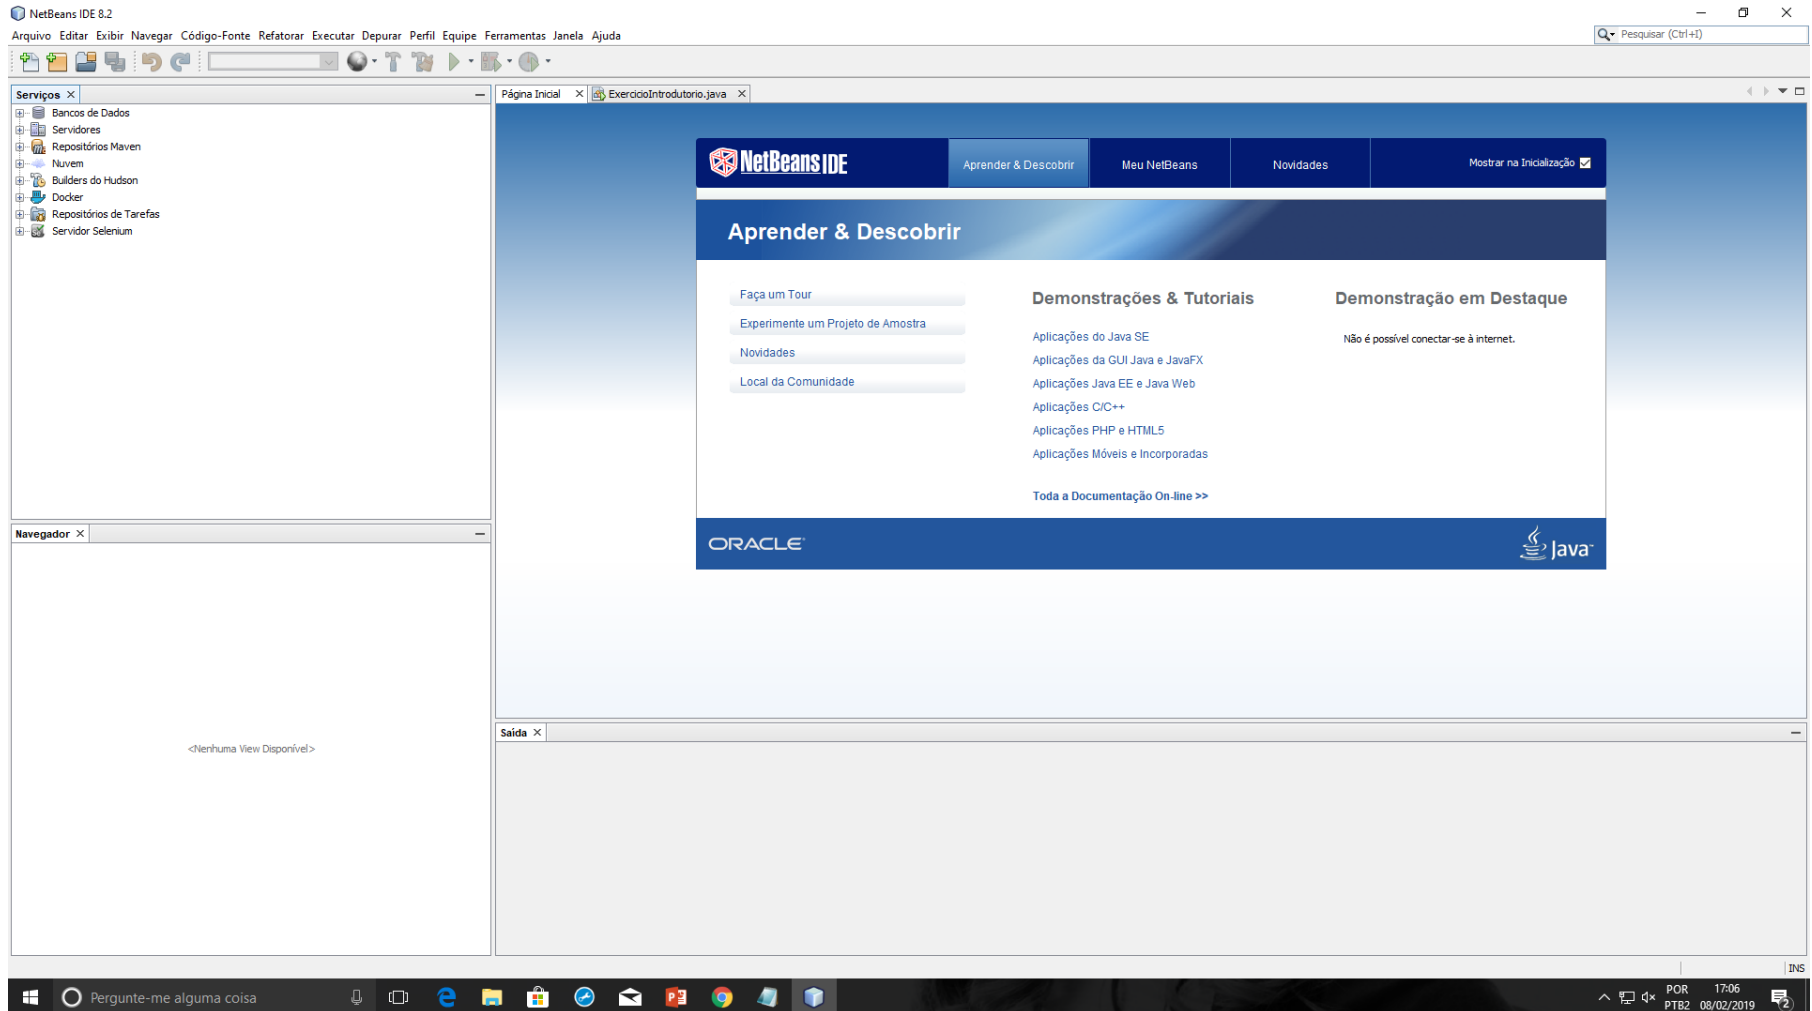 NetBeans IDE 8.2
Arquivo Editar Exibir Navegar Código-Fonte Refatorar Executar Depurar Perfil Equipe Ferramentas Janela Ajuda
Pesquisar (Ctrl+I)
Serviços
Bancos de Dados
Servidores
Repositórios Maven
Nuvem
Builders do Hudson
Docker
Repositórios de Tarefas
Servidor Selenium
Navegador
<Nenhuma View Disponível>
Página Inicial
ExercicioIntrodutorio.java
NetBeans IDE
Aprender & Descobrir
Meu NetBeans
Novidades
Mostrar na Inicialização
Aprender & Descobrir
Faça um Tour
Experimente um Projeto de Amostra
Novidades
Local da Comunidade
Demonstrações & Tutoriais
Aplicações do Java SE
Aplicações da GUI Java e JavaFX
Aplicações Java EE e Java Web
Aplicações C/C++
Aplicações PHP e HTML5
Aplicações Móveis e Incorporadas
Toda a Documentação On-line >>
Demonstração em Destaque
Não é possível conectar-se à internet.
ORACLE
Java
Saída
INS
Pergunte-me alguma coisa
POR
PTB2
17:06
08/02/2019
2